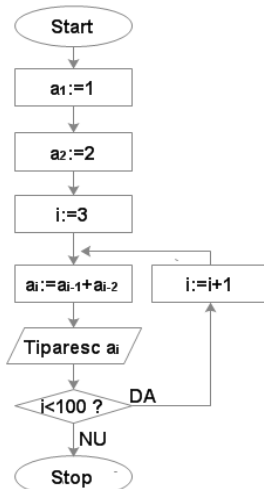 Start
a₁:=1
a₂:=2
i:=3
aᵢ:=aᵢ₋₁+aᵢ₋₂
i:=i+1
Tiparesc aᵢ
i<100 ?
DA
NU
Stop